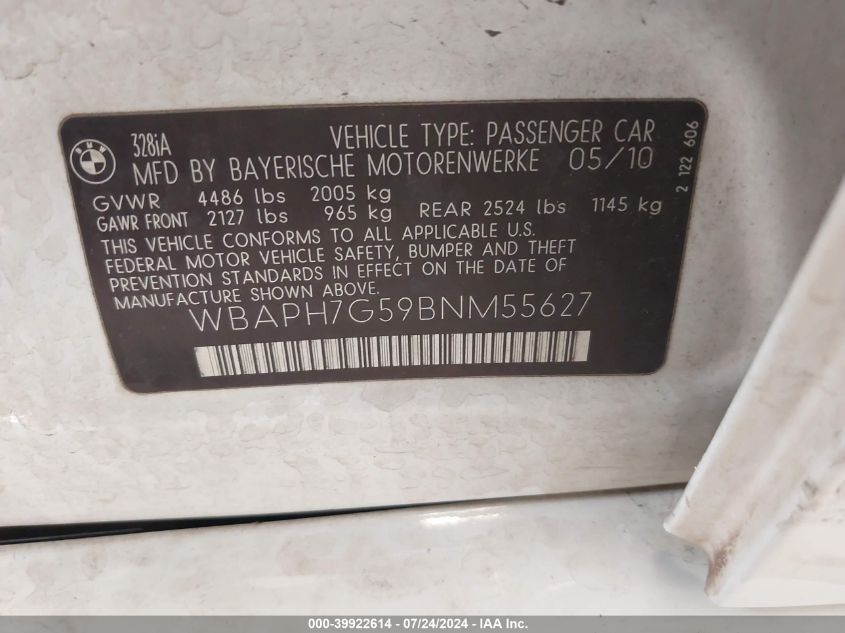 BMW
328iA VEHICLE TYPE: PASSENGER CAR
MFD BY BAYERISCHE MOTORENWERKE 05/10
GVWR 4486 lbs 2005 kg
GAWR FRONT 2127 lbs 965 kg REAR 2524 lbs 1145 kg
THIS VEHICLE CONFORMS TO ALL APPLICABLE U.S.
FEDERAL MOTOR VEHICLE SAFETY, BUMPER AND THEFT
PREVENTION STANDARDS IN EFFECT ON THE DATE OF
MANUFACTURE SHOWN ABOVE.
WBAPH7G59BNM55627
2 122 606
000-39922614 - 07/24/2024 - IAA Inc.